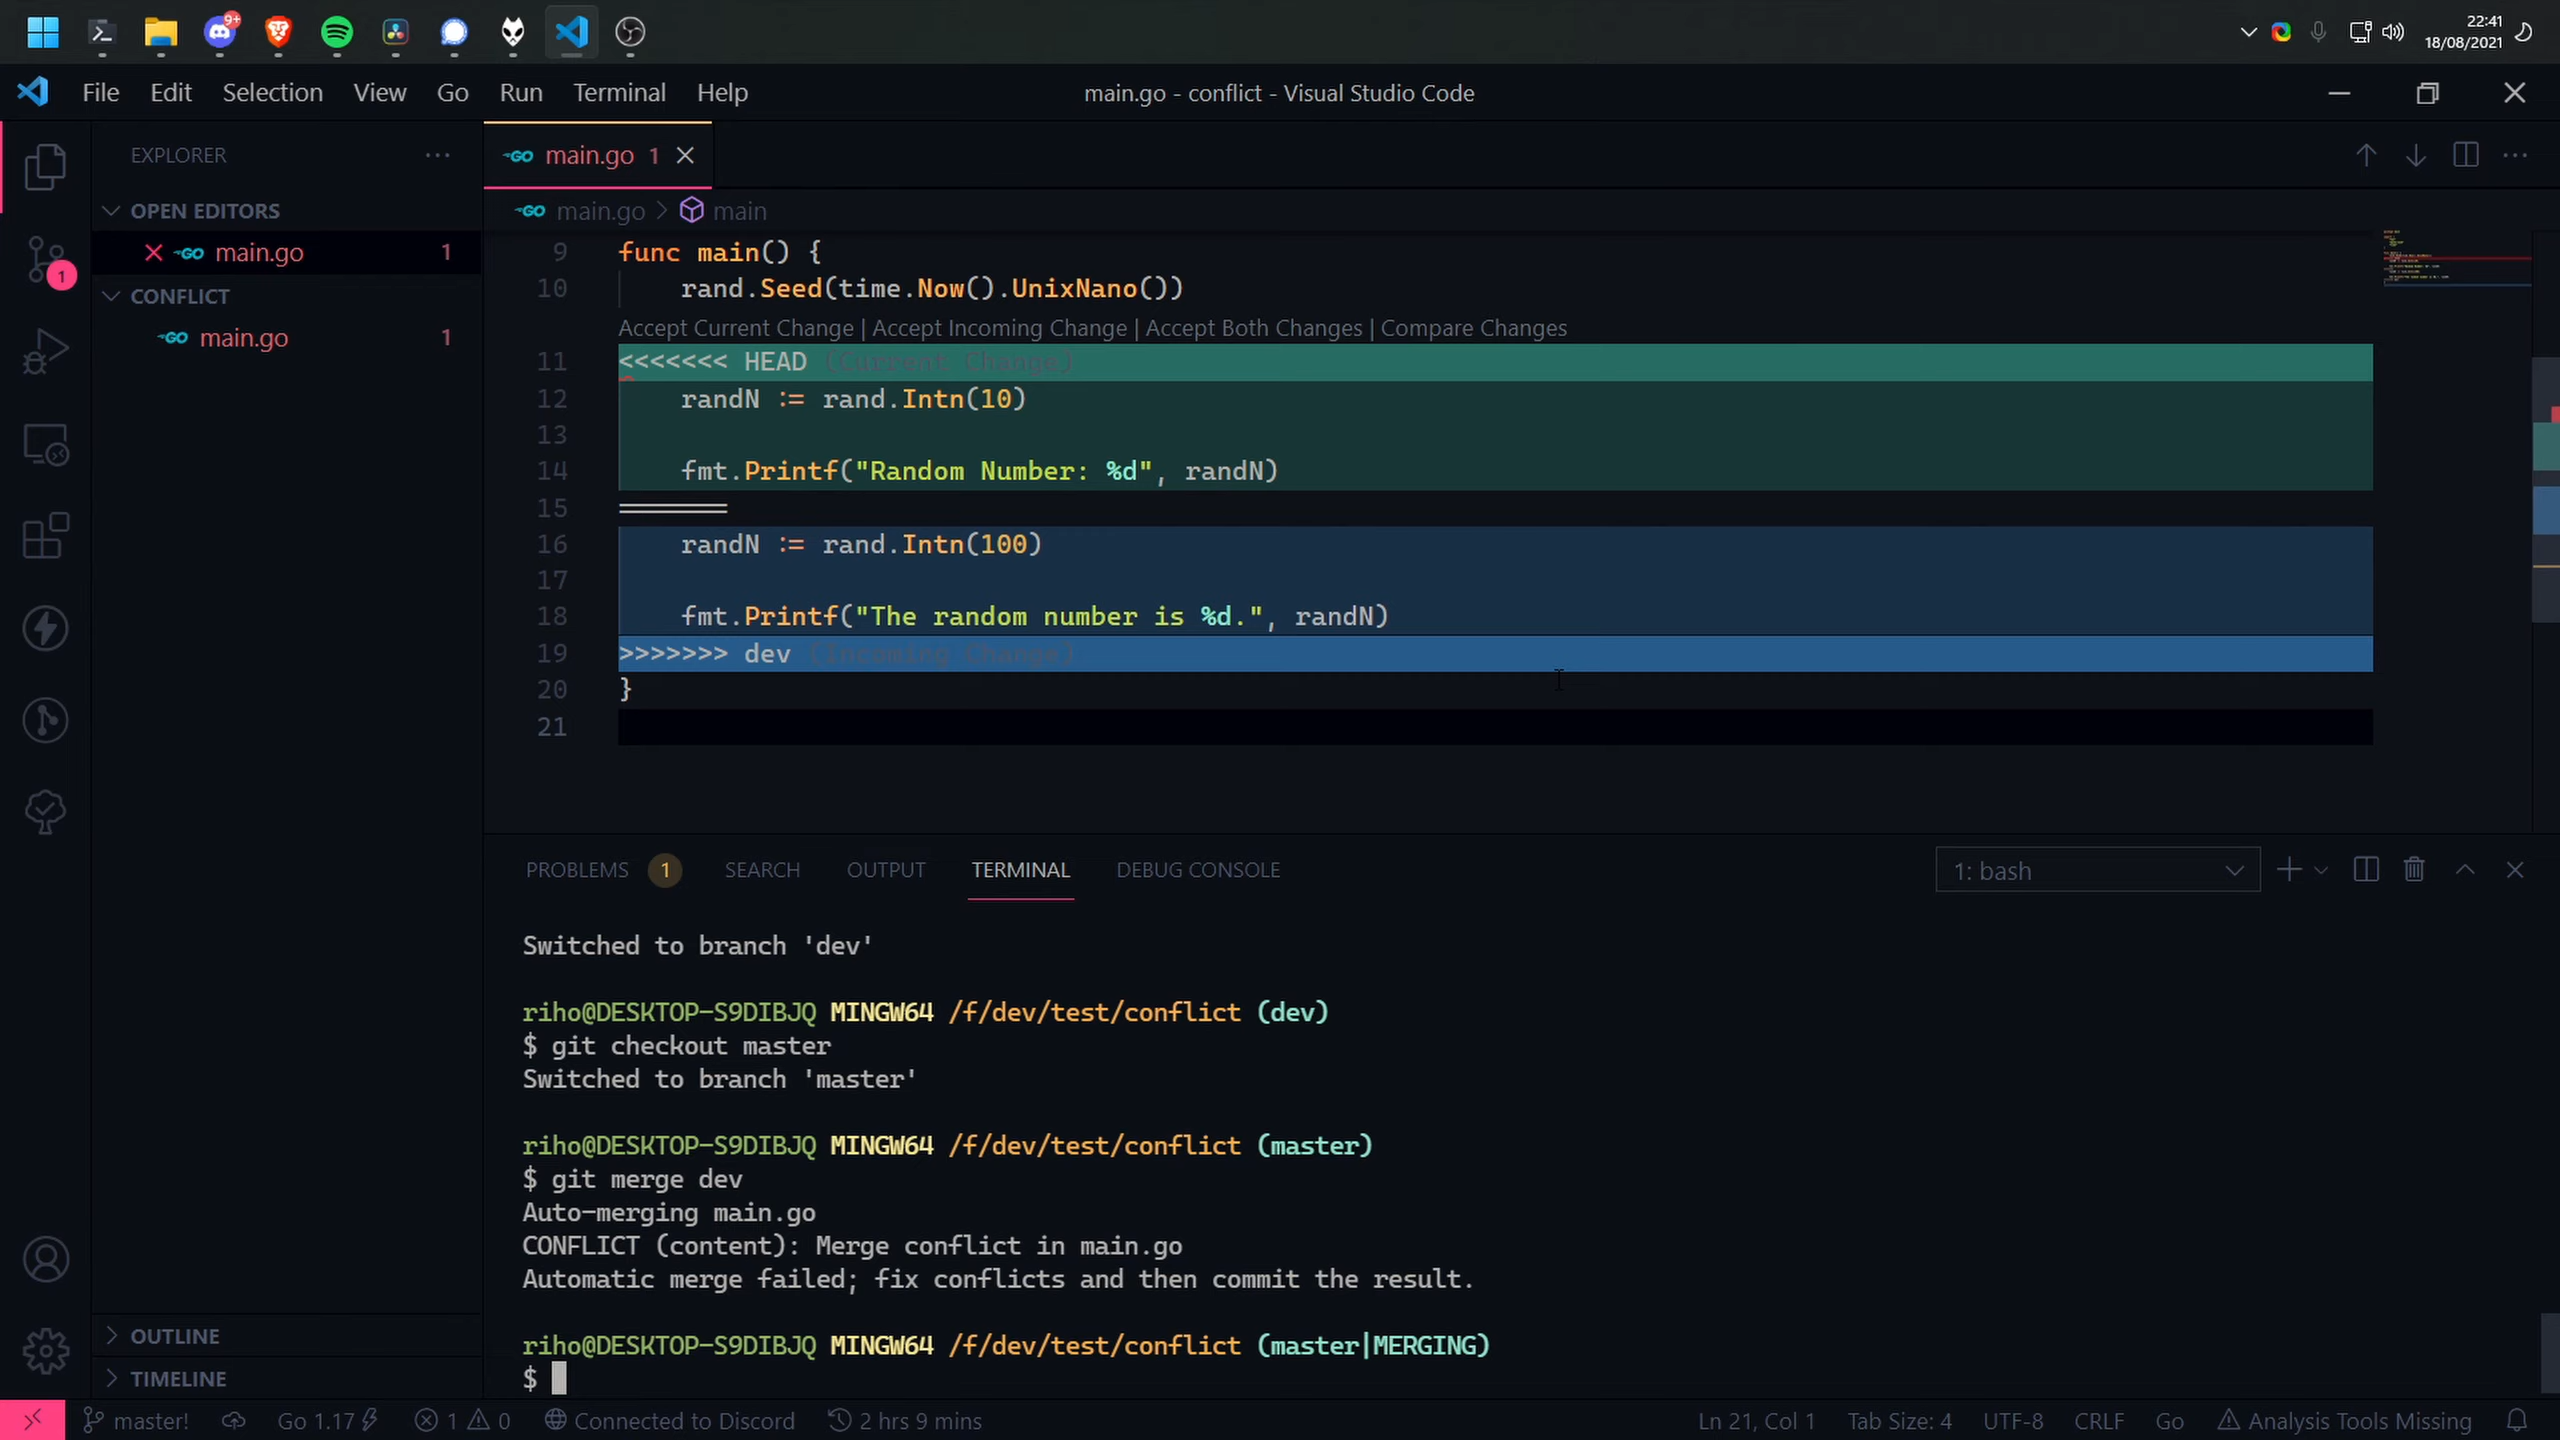 9+
22:41
18/08/2021
File Edit Selection View Go Run Terminal Help
main.go - conflict - Visual Studio Code
EXPLORER
OPEN EDITORS
main.go 1
CONFLICT
main.go 1
1
OUTLINE
TIMELINE
GO main.go 1
GO main.go > main
9 func main() {
10 rand.Seed(time.Now().UnixNano())
Accept Current Change | Accept Incoming Change | Accept Both Changes | Compare Changes
11 <<<<<<< HEAD (Current Change)
12 randN := rand.Intn(10)
13
14 fmt.Printf("Random Number: %d", randN)
15 =======
16 randN := rand.Intn(100)
17
18 fmt.Printf("The random number is %d.", randN)
19 >>>>>>> dev (Incoming Change)
20 }
21
PROBLEMS 1 SEARCH OUTPUT TERMINAL DEBUG CONSOLE
1: bash
Switched to branch 'dev'
riho@DESKTOP-S9DIBJQ MINGW64 /f/dev/test/conflict (dev)
$ git checkout master
Switched to branch 'master'
riho@DESKTOP-S9DIBJQ MINGW64 /f/dev/test/conflict (master)
$ git merge dev
Auto-merging main.go
CONFLICT (content): Merge conflict in main.go
Automatic merge failed; fix conflicts and then commit the result.
riho@DESKTOP-S9DIBJQ MINGW64 /f/dev/test/conflict (master|MERGING)
$
master! Go 1.17 1 0 Connected to Discord 2 hrs 9 mins
Ln 21, Col 1 Tab Size: 4 UTF-8 CRLF Go Analysis Tools Missing